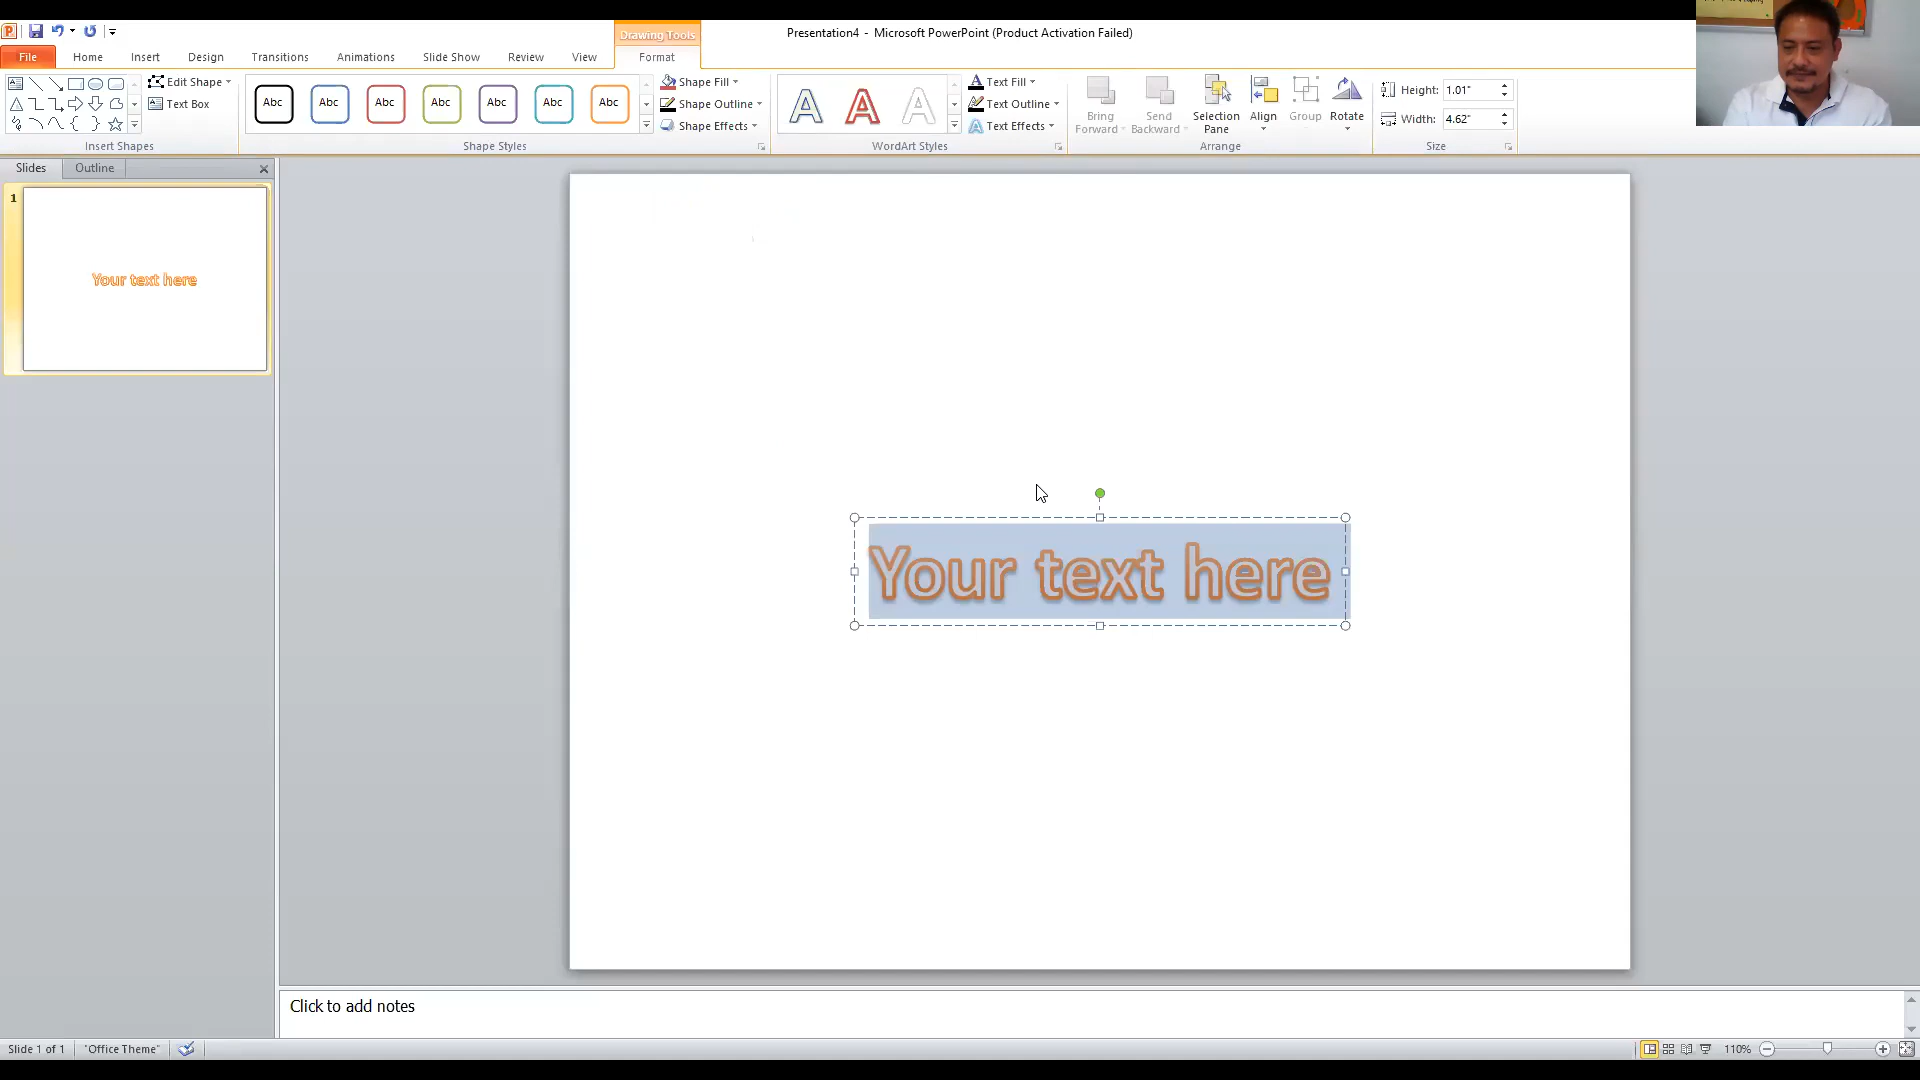 Drawing Tools
Presentation4 - Microsoft PowerPoint (Product Activation Failed)
File Home Insert Design Transitions Animations Slide Show Review View Format
Edit Shape
Text Box
Insert Shapes
Abc Abc Abc Abc Abc Abc Abc
Shape Fill
Shape Outline
Shape Effects
Shape Styles
A A A
Text Fill
Text Outline
Text Effects
WordArt Styles
Bring Forward
Send Backward
Selection Pane
Align
Group
Rotate
Arrange
Height: 1.01"
Width: 4.62"
Size
Slides Outline
1
Your text here
Your text here
Click to add notes
Slide 1 of 1 "Office Theme" 110%